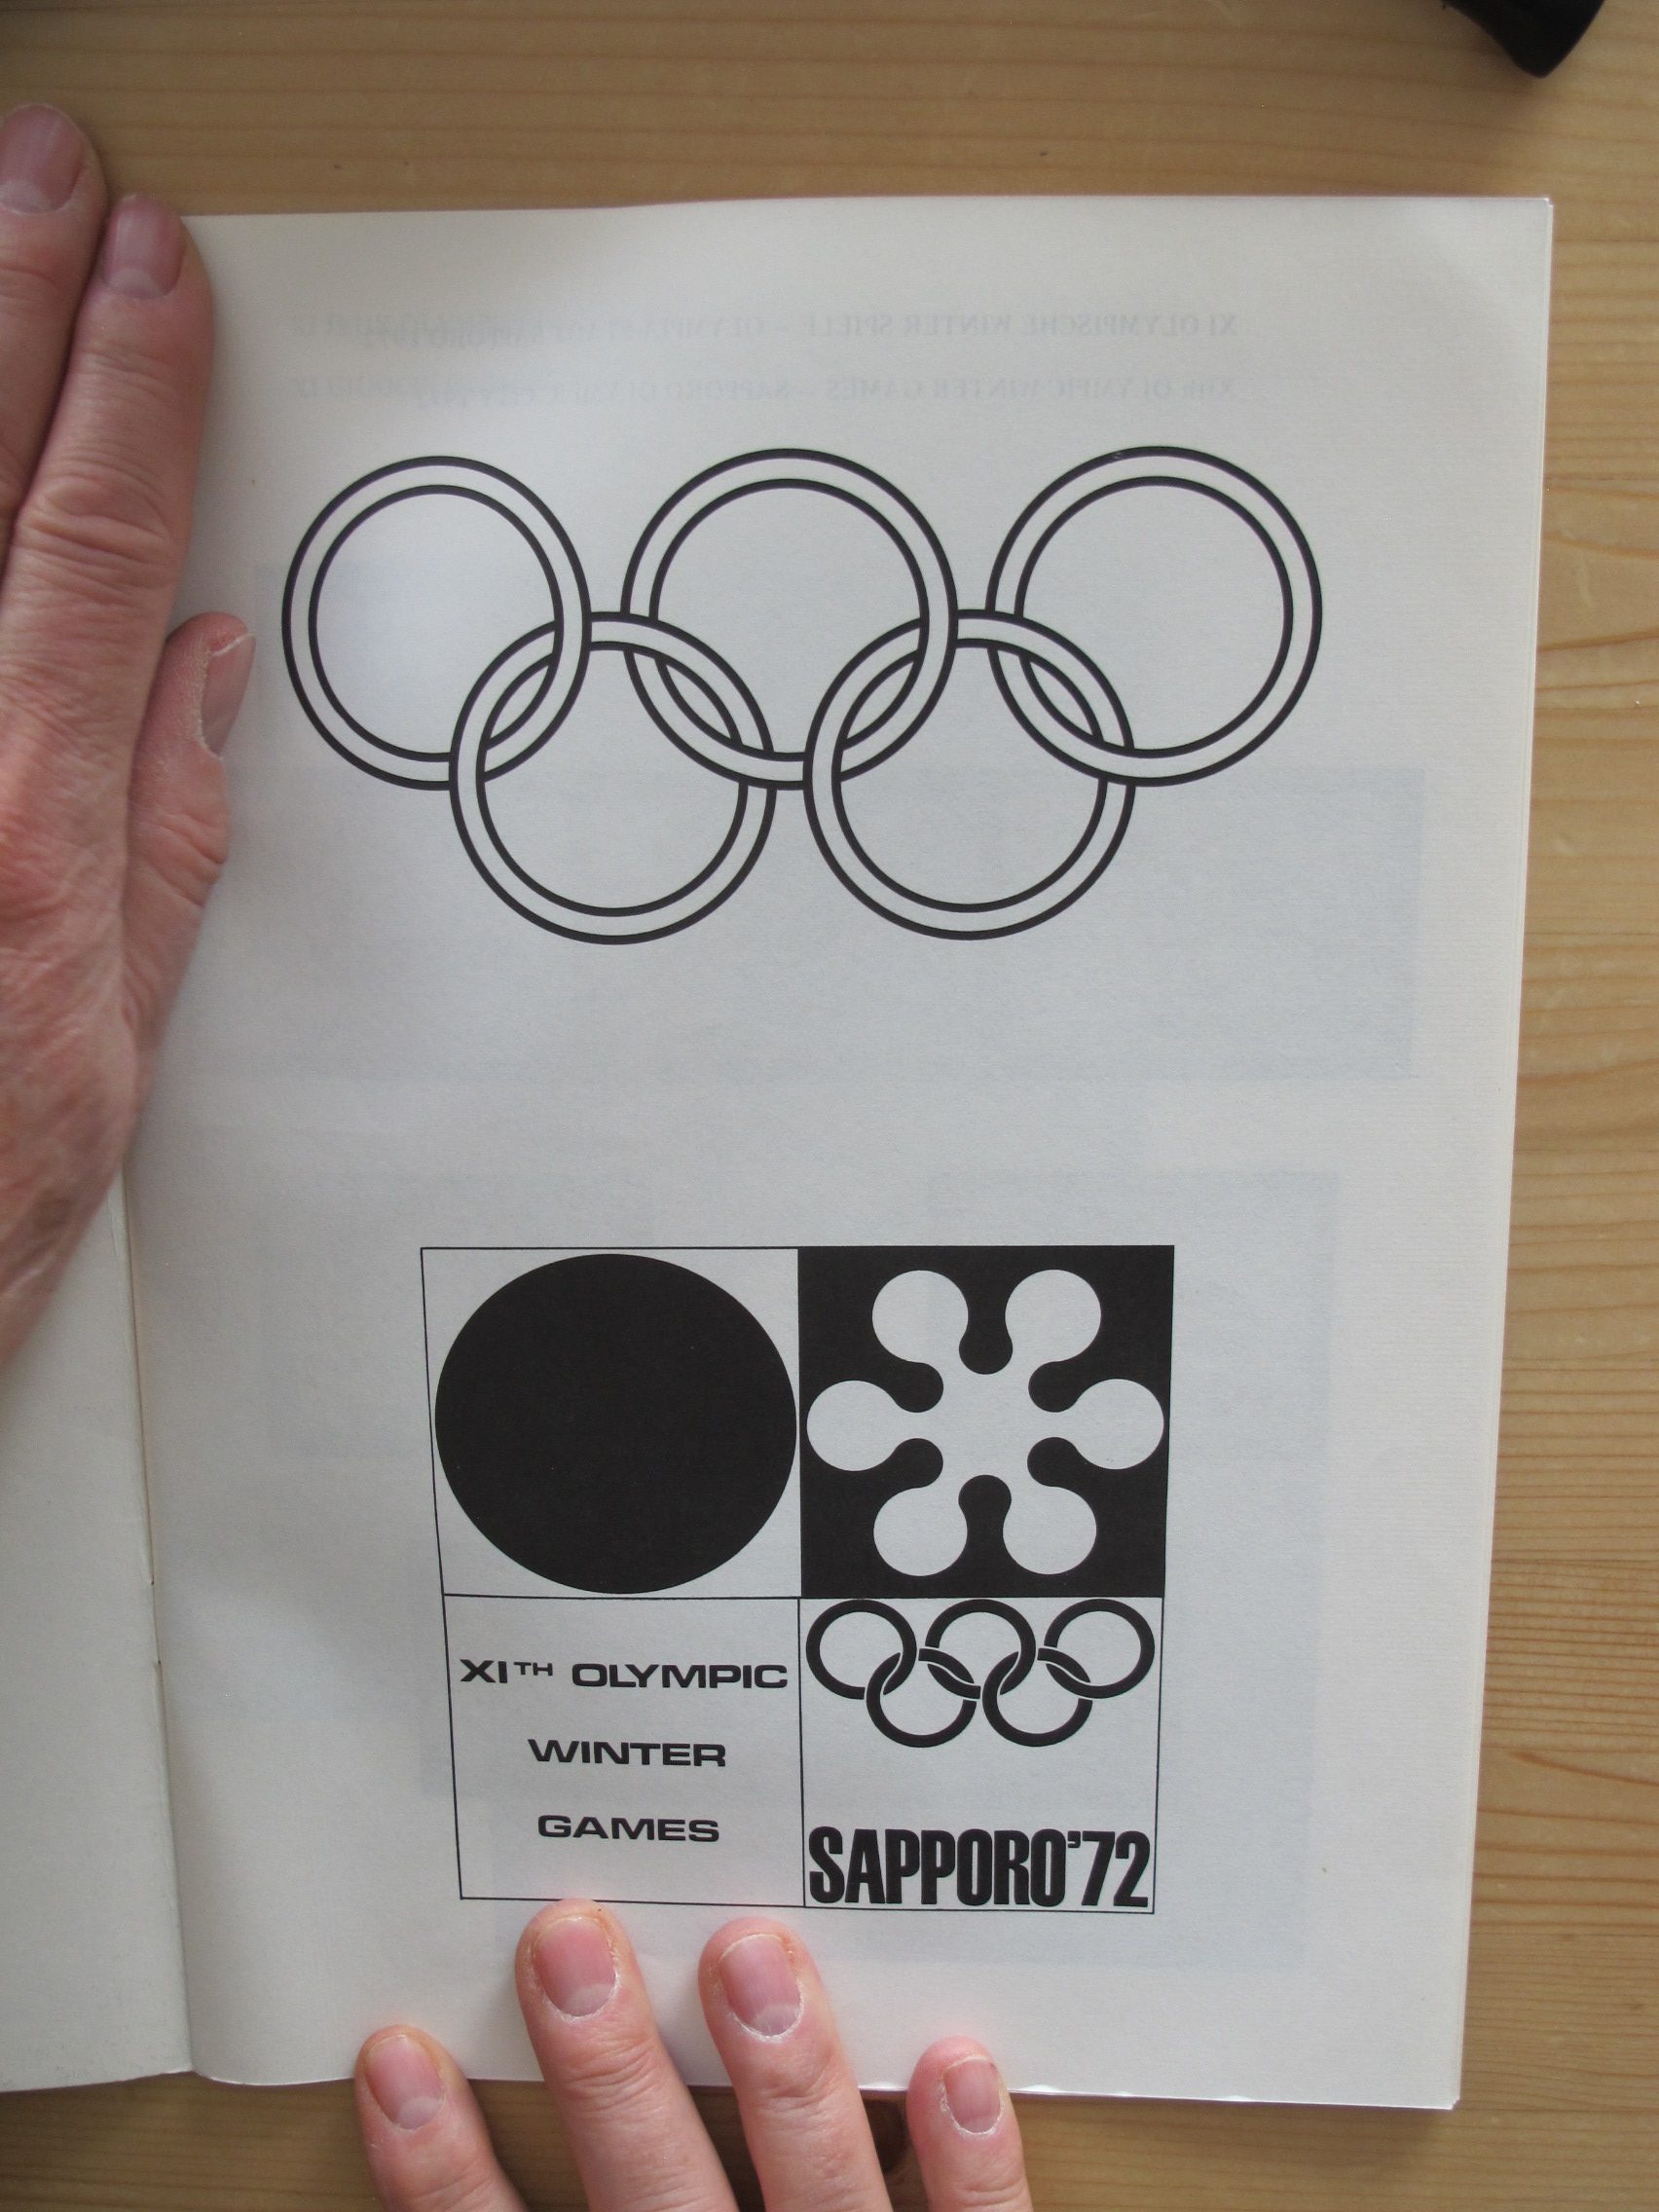 XITH OLYMPIC
WINTER
GAMES
SAPPORO'72